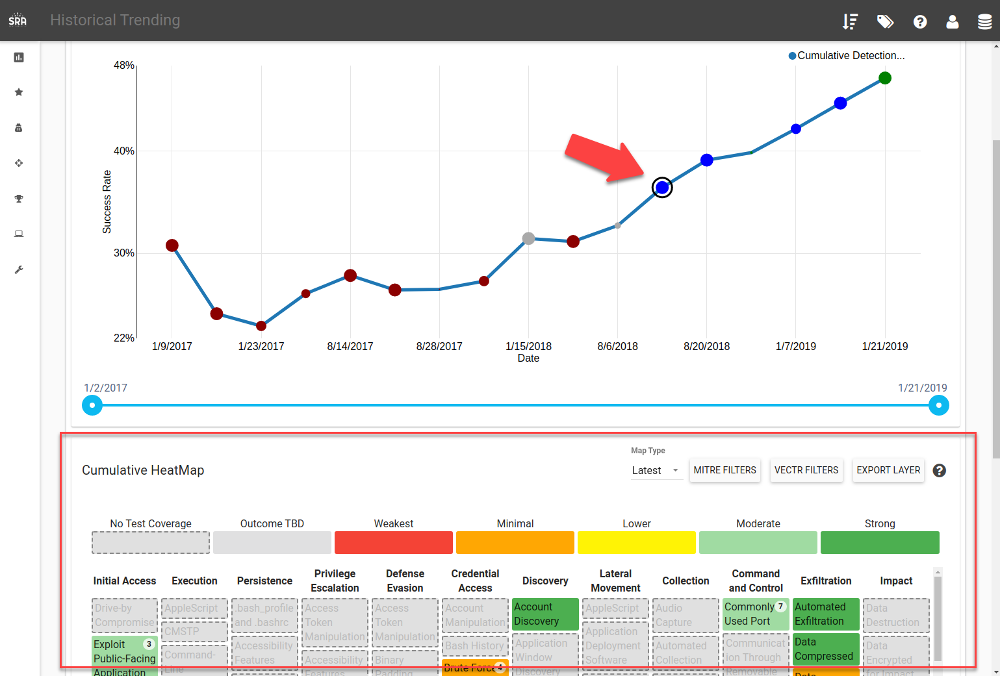 SRA
Historical Trending
Cumulative Detection...
48%
40%
30%
22%
Success Rate
1/9/2017
1/23/2017
8/14/2017
8/28/2017
1/15/2018
8/6/2018
8/20/2018
1/7/2019
1/21/2019
Date
1/2/2017
1/21/2019
Cumulative HeatMap
Map Type
Latest
MITRE FILTERS
VECTR FILTERS
EXPORT LAYER
?
No Test Coverage
Outcome TBD
Weakest
Minimal
Lower
Moderate
Strong
Initial Access
Execution
Persistence
Privilege
Escalation
Defense
Evasion
Credential
Access
Discovery
Lateral
Movement
Collection
Command
and Control
Exfiltration
Impact
Drive-by
Compromise
Exploit 3
Public-Facing
Application
AppleScript
CMSTP
Command-
Line
.bash_profile
and .bashrc
Accessibility
Features
Access
Token
Manipulation
Accessibility
Features
Access
Token
Manipulation
Binary
Padding
Account
Manipulation
Bash History
Brute Force 4
Account
Discovery
Application
Window
Discovery
AppleScript
Application
Deployment
Software
Audio
Capture
Automated
Collection
Commonly 7
Used Port
Communicat
ion Through
Removable
Automated
Exfiltration
Data
Compressed
Data
Data
Destruction
Data
Encrypted
for Impact